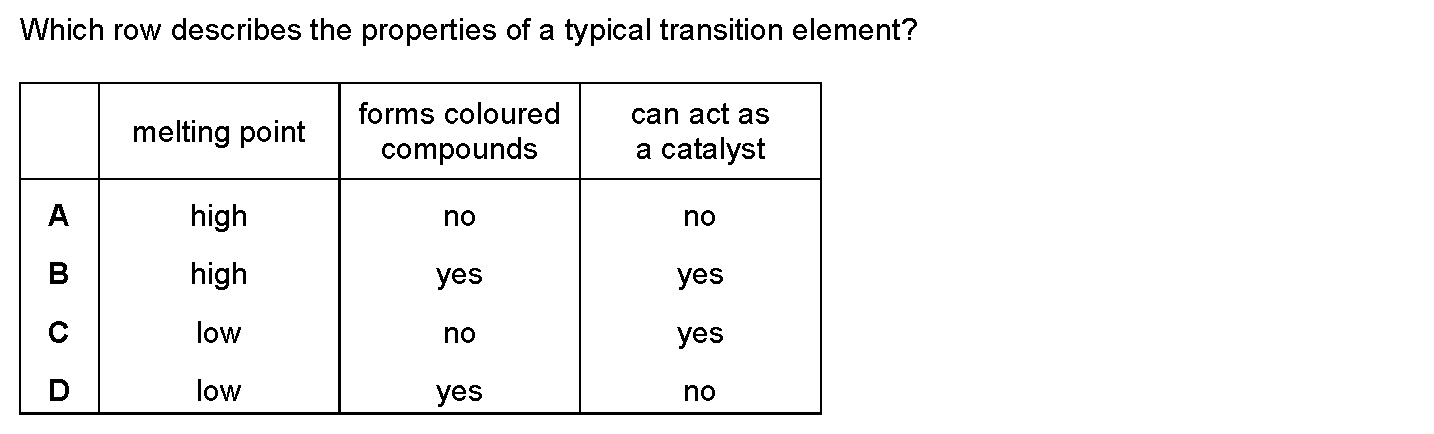 Which row describes the properties of a typical transition element?
melting point
forms coloured
compounds
can act as
a catalyst
A high no no
B high yes yes
C low no yes
D low yes no